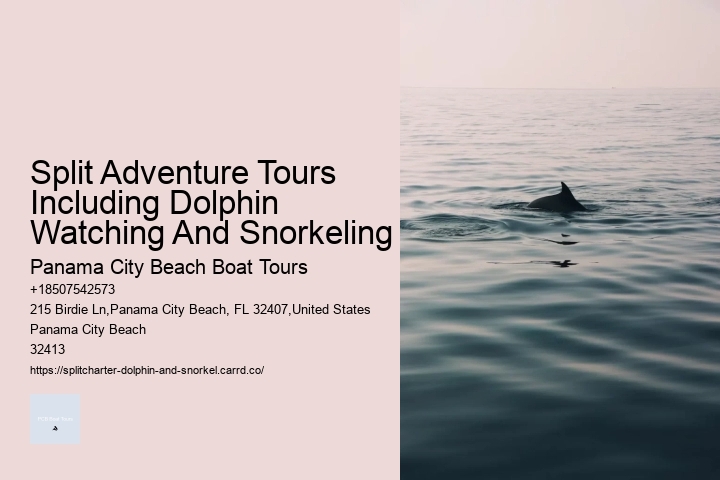 Split Adventure Tours
Including Dolphin
Watching And Snorkeling
Panama City Beach Boat Tours
+18507542573
215 Birdie Ln,Panama City Beach, FL 32407,United States
Panama City Beach
32413
https://splitcharter-dolphin-and-snorkel.carrd.co/